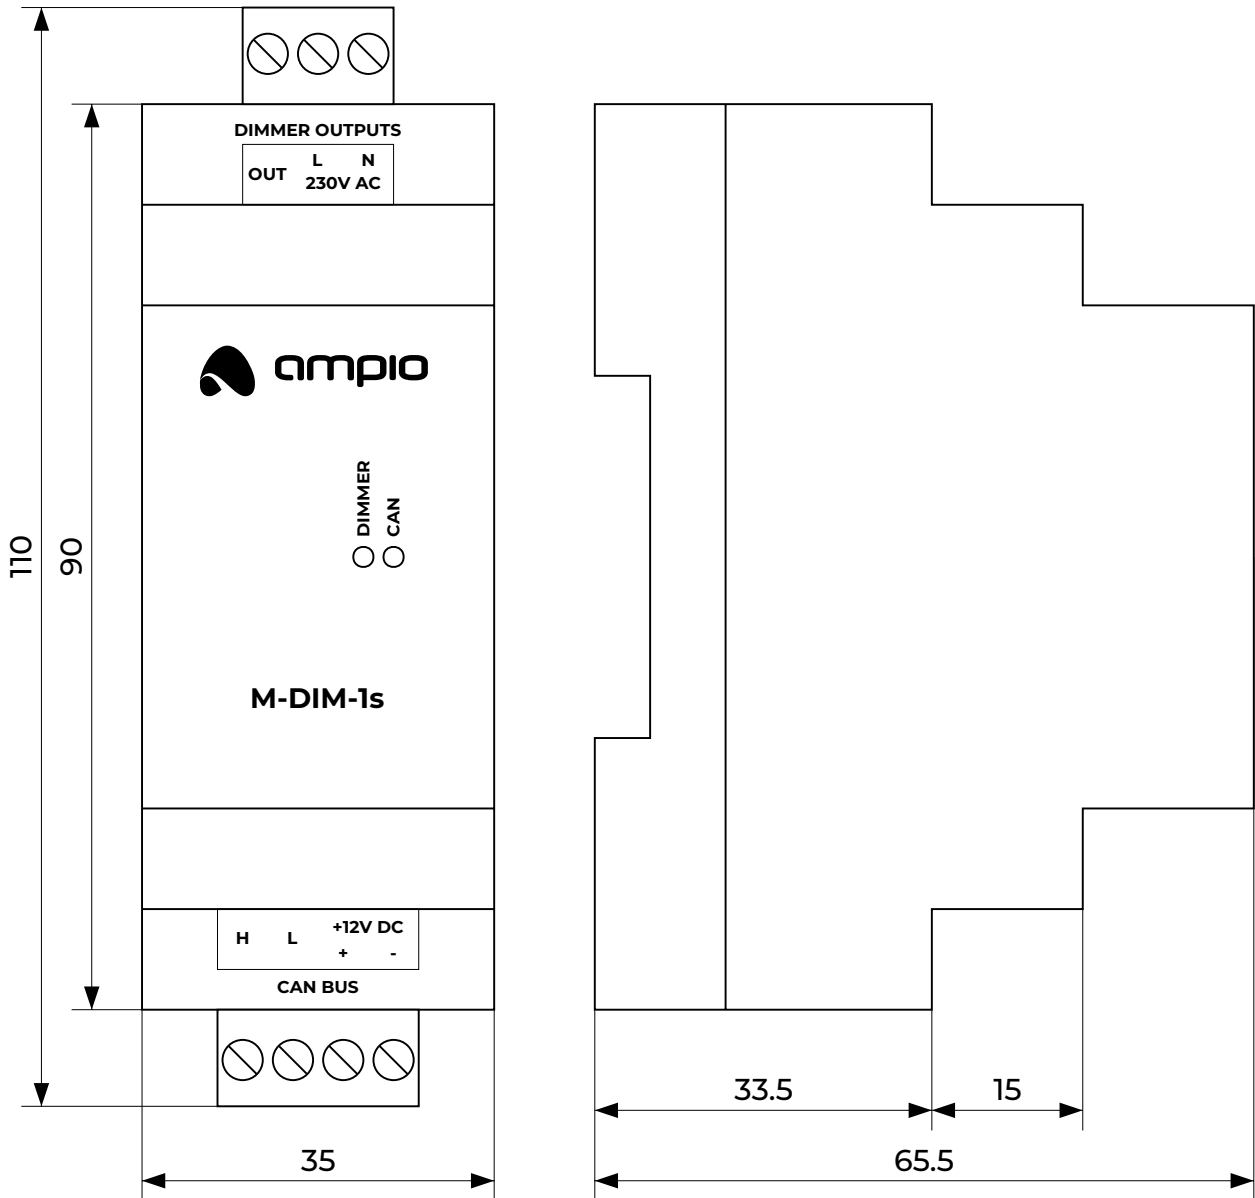 DIMMER OUTPUTS
OUT
L N
230V AC
ampio
DIMMER
CAN
110
90
M-DIM-1s
H L
+12V DC
+ -
CAN BUS
33.5
15
35
65.5